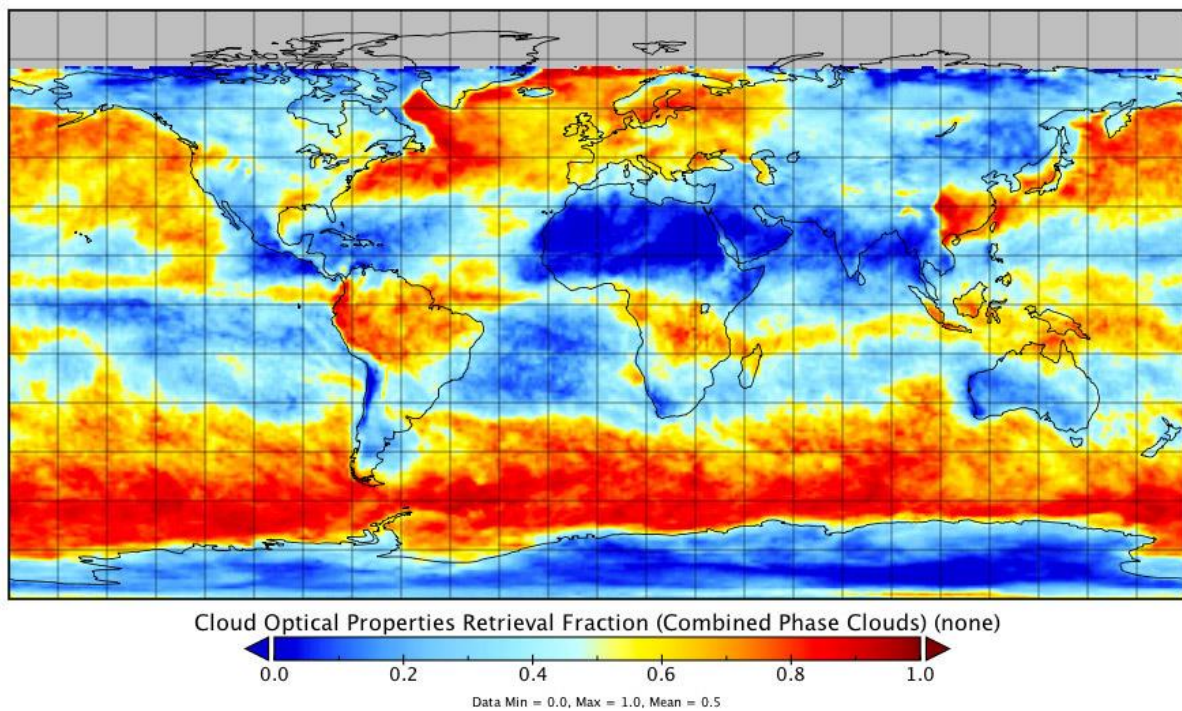 Cloud Optical Properties Retrieval Fraction (Combined Phase Clouds) (none)
0.0 0.2 0.4 0.6 0.8 1.0
Data Min = 0.0, Max = 1.0, Mean = 0.5